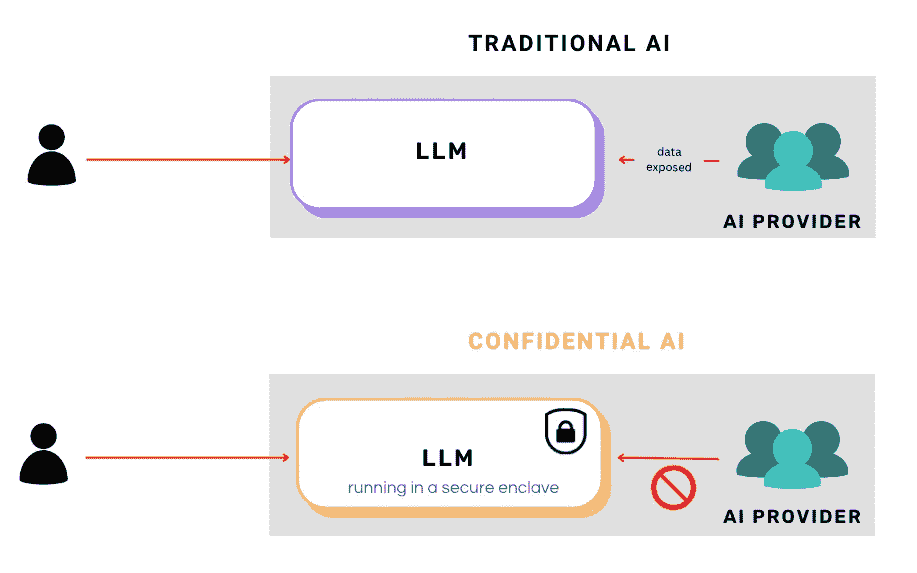 TRADITIONAL AI
LLM
data
exposed
AI PROVIDER
CONFIDENTIAL AI
LLM
running in a secure enclave
AI PROVIDER